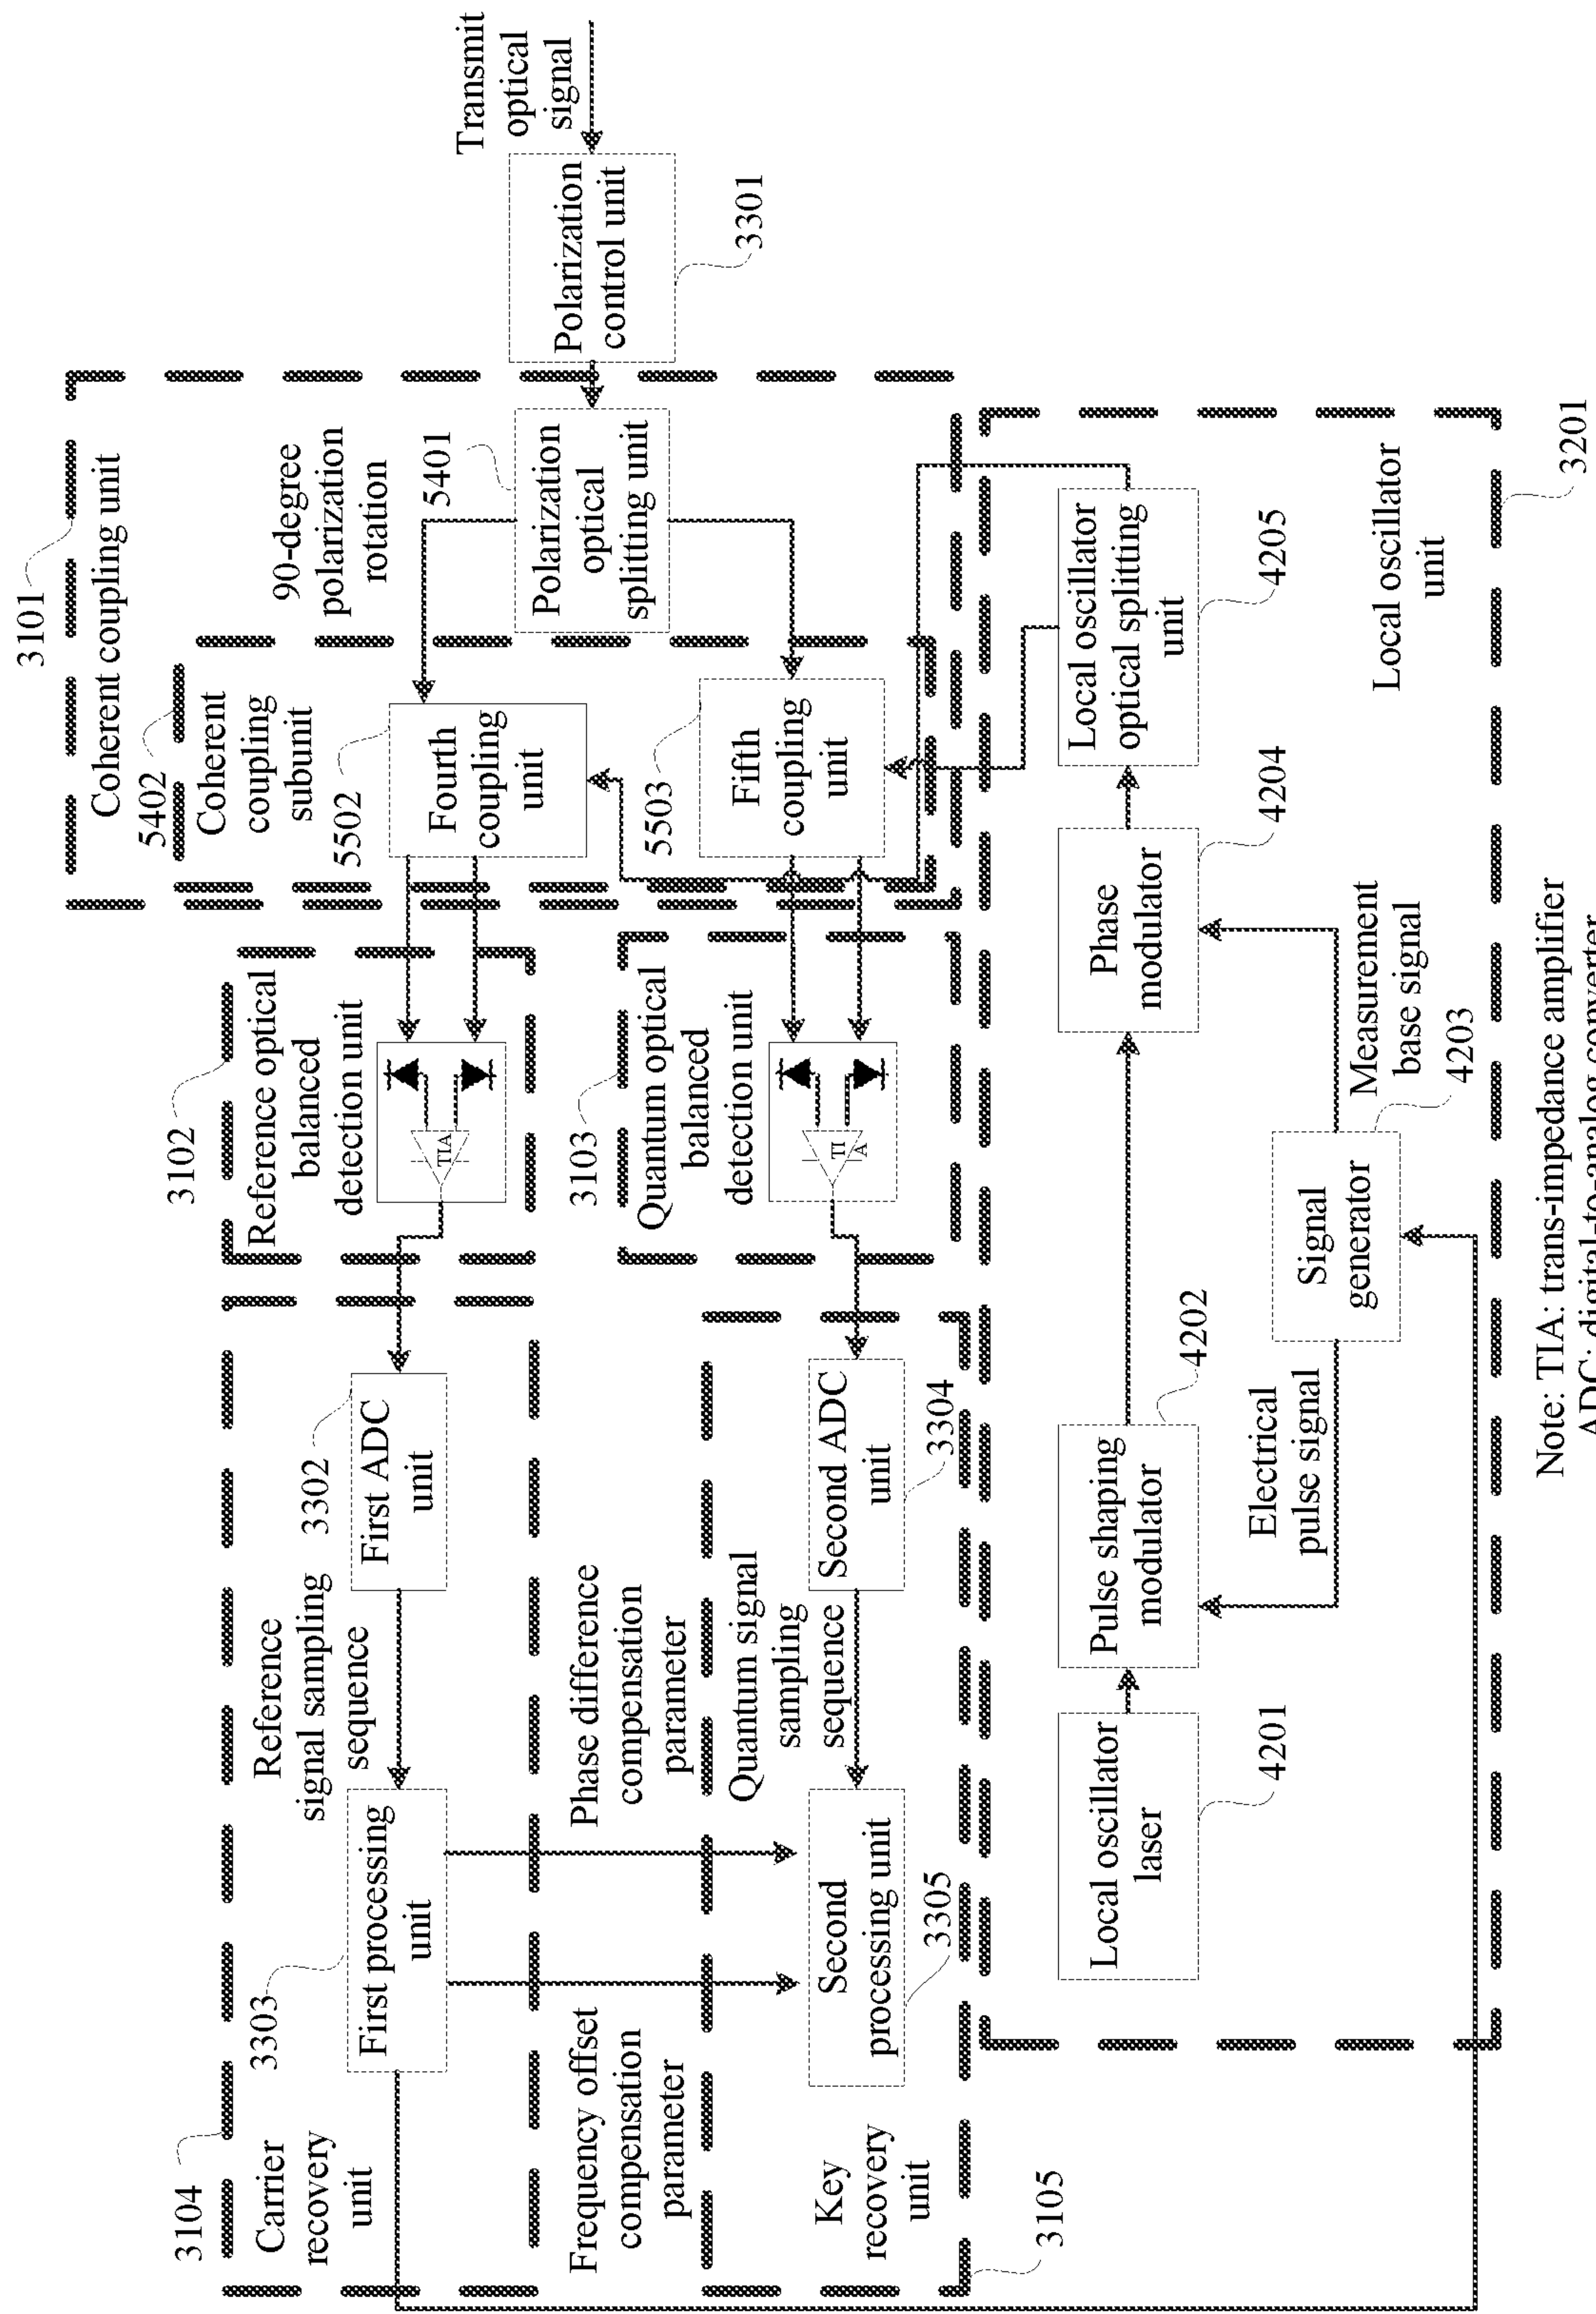 3101
Coherent coupling unit
5402
Coherent
coupling
subunit
90-degree
polarization
rotation
5401
Polarization
optical
splitting unit
Transmit
optical
signal
Polarization
control unit
3301
5502
Fourth
coupling
unit
5503
Fifth
coupling
unit
3102
Reference optical
balanced
detection unit
TIA
3103
Quantum optical
balanced
detection unit
TI
A
3104
Carrier
recovery
unit
3303
First processing
unit
Reference
signal sampling
sequence
3302
First ADC
unit
Frequency offset
compensation
parameter
Phase difference
compensation
parameter
Key
recovery
unit
3105
Second
processing unit
3305
Quantum signal
sampling
sequence
Second ADC
unit
3304
Local oscillator
laser
4201
Pulse shaping
modulator
4202
Phase
modulator
4204
Local oscillator
optical splitting
unit
4205
Electrical
pulse signal
Signal
generator
Measurement
base signal
4203
Local oscillator
unit
3201
Note: TIA: trans-impedance amplifier
ADC: digital-to-analog converter